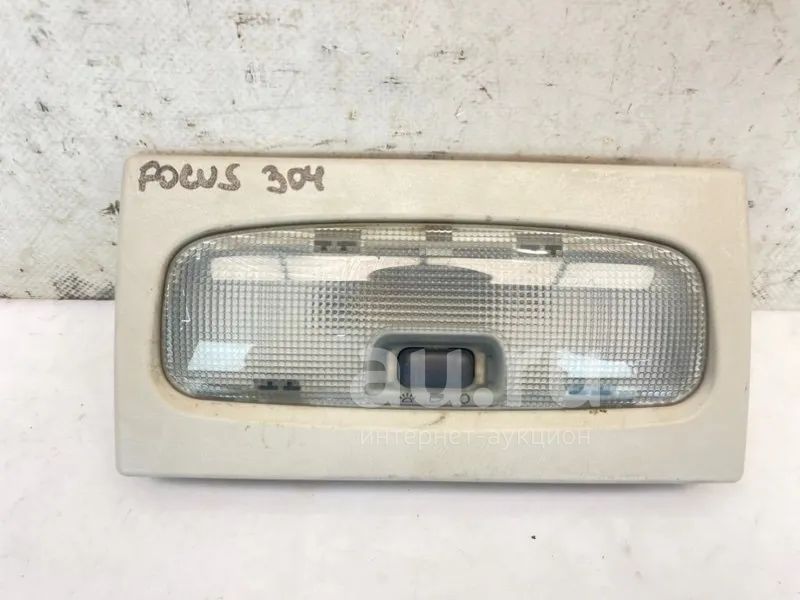 FOCUS 304
au.ru
интернет-аукцион